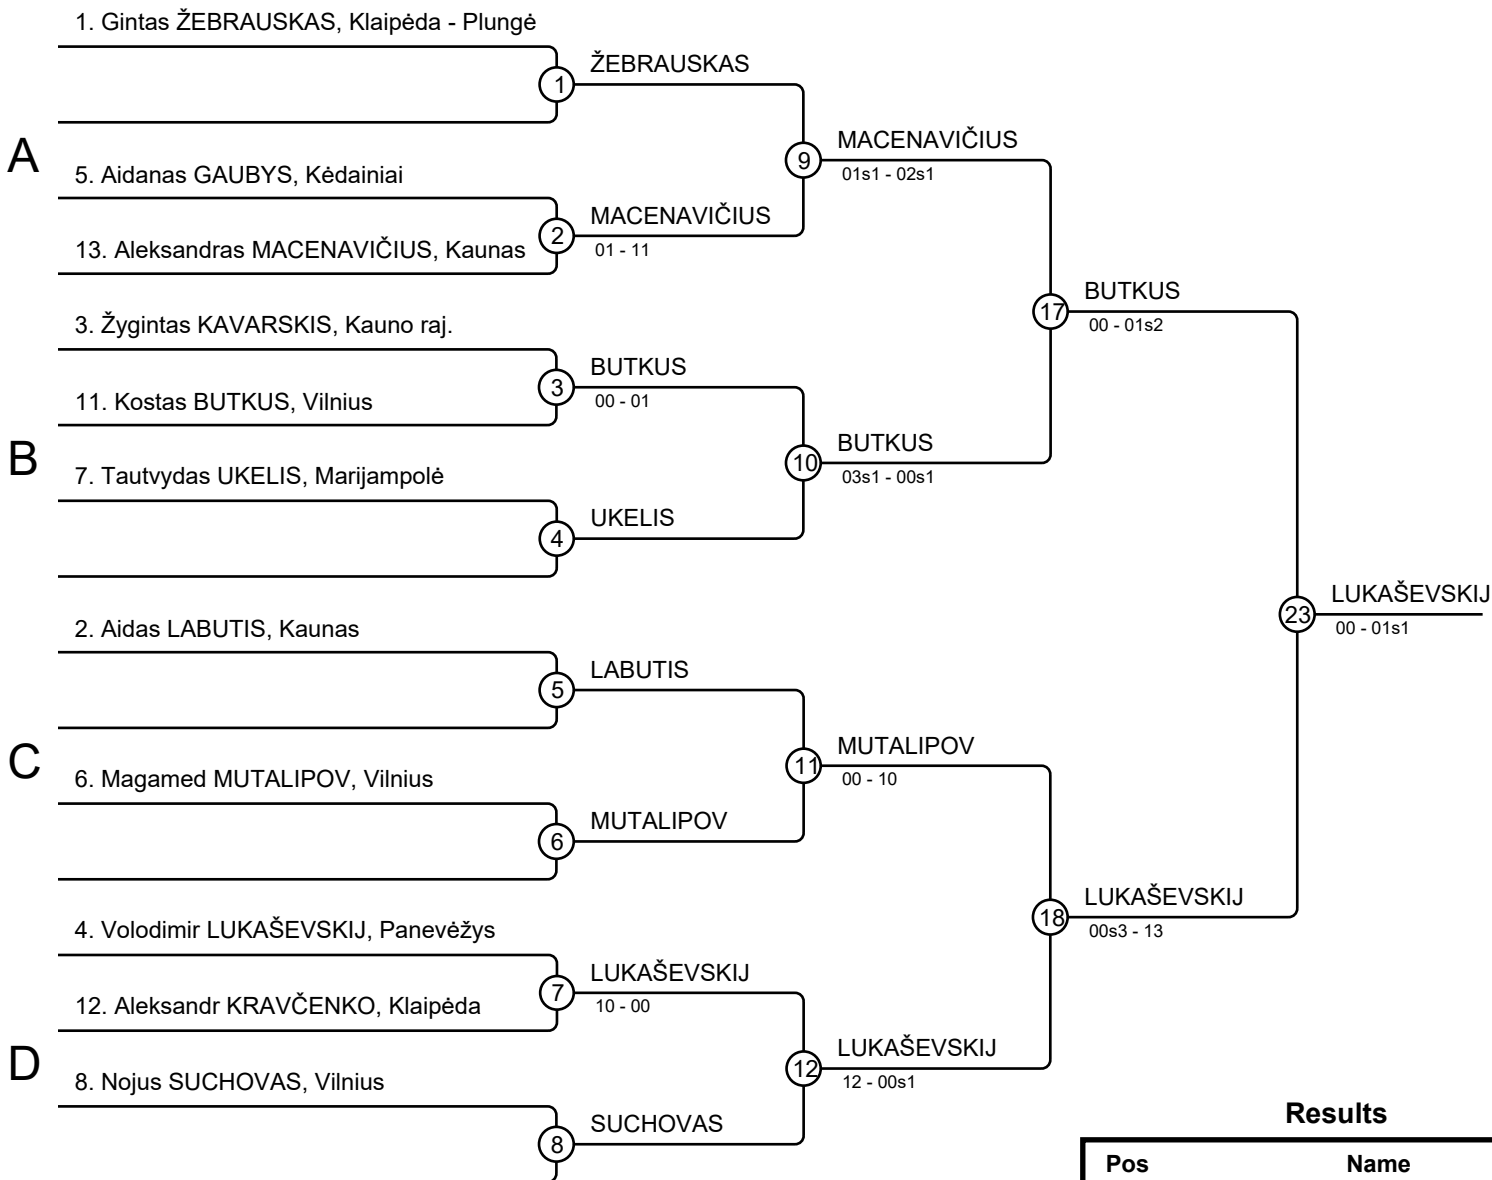 1. Gintas ŽEBRAUSKAS, Klaipėda - Plungė
1
ŽEBRAUSKAS
A
9
MACENAVIČIUS
01s1 - 02s1
5. Aidanas GAUBYS, Kėdainiai
2
MACENAVIČIUS
01 - 11
13. Aleksandras MACENAVIČIUS, Kaunas
17
BUTKUS
00 - 01s2
3. Žygintas KAVARSKIS, Kauno raj.
3
BUTKUS
00 - 01
11. Kostas BUTKUS, Vilnius
B
10
BUTKUS
03s1 - 00s1
7. Tautvydas UKELIS, Marijampolė
4
UKELIS
23
LUKAŠEVSKIJ
00 - 01s1
2. Aidas LABUTIS, Kaunas
5
LABUTIS
C
11
MUTALIPOV
00 - 10
6. Magamed MUTALIPOV, Vilnius
6
MUTALIPOV
18
LUKAŠEVSKIJ
00s3 - 13
4. Volodimir LUKAŠEVSKIJ, Panevėžys
7
LUKAŠEVSKIJ
10 - 00
12. Aleksandr KRAVČENKO, Klaipėda
D
12
LUKAŠEVSKIJ
12 - 00s1
8. Nojus SUCHOVAS, Vilnius
8
SUCHOVAS
Results
Pos Name